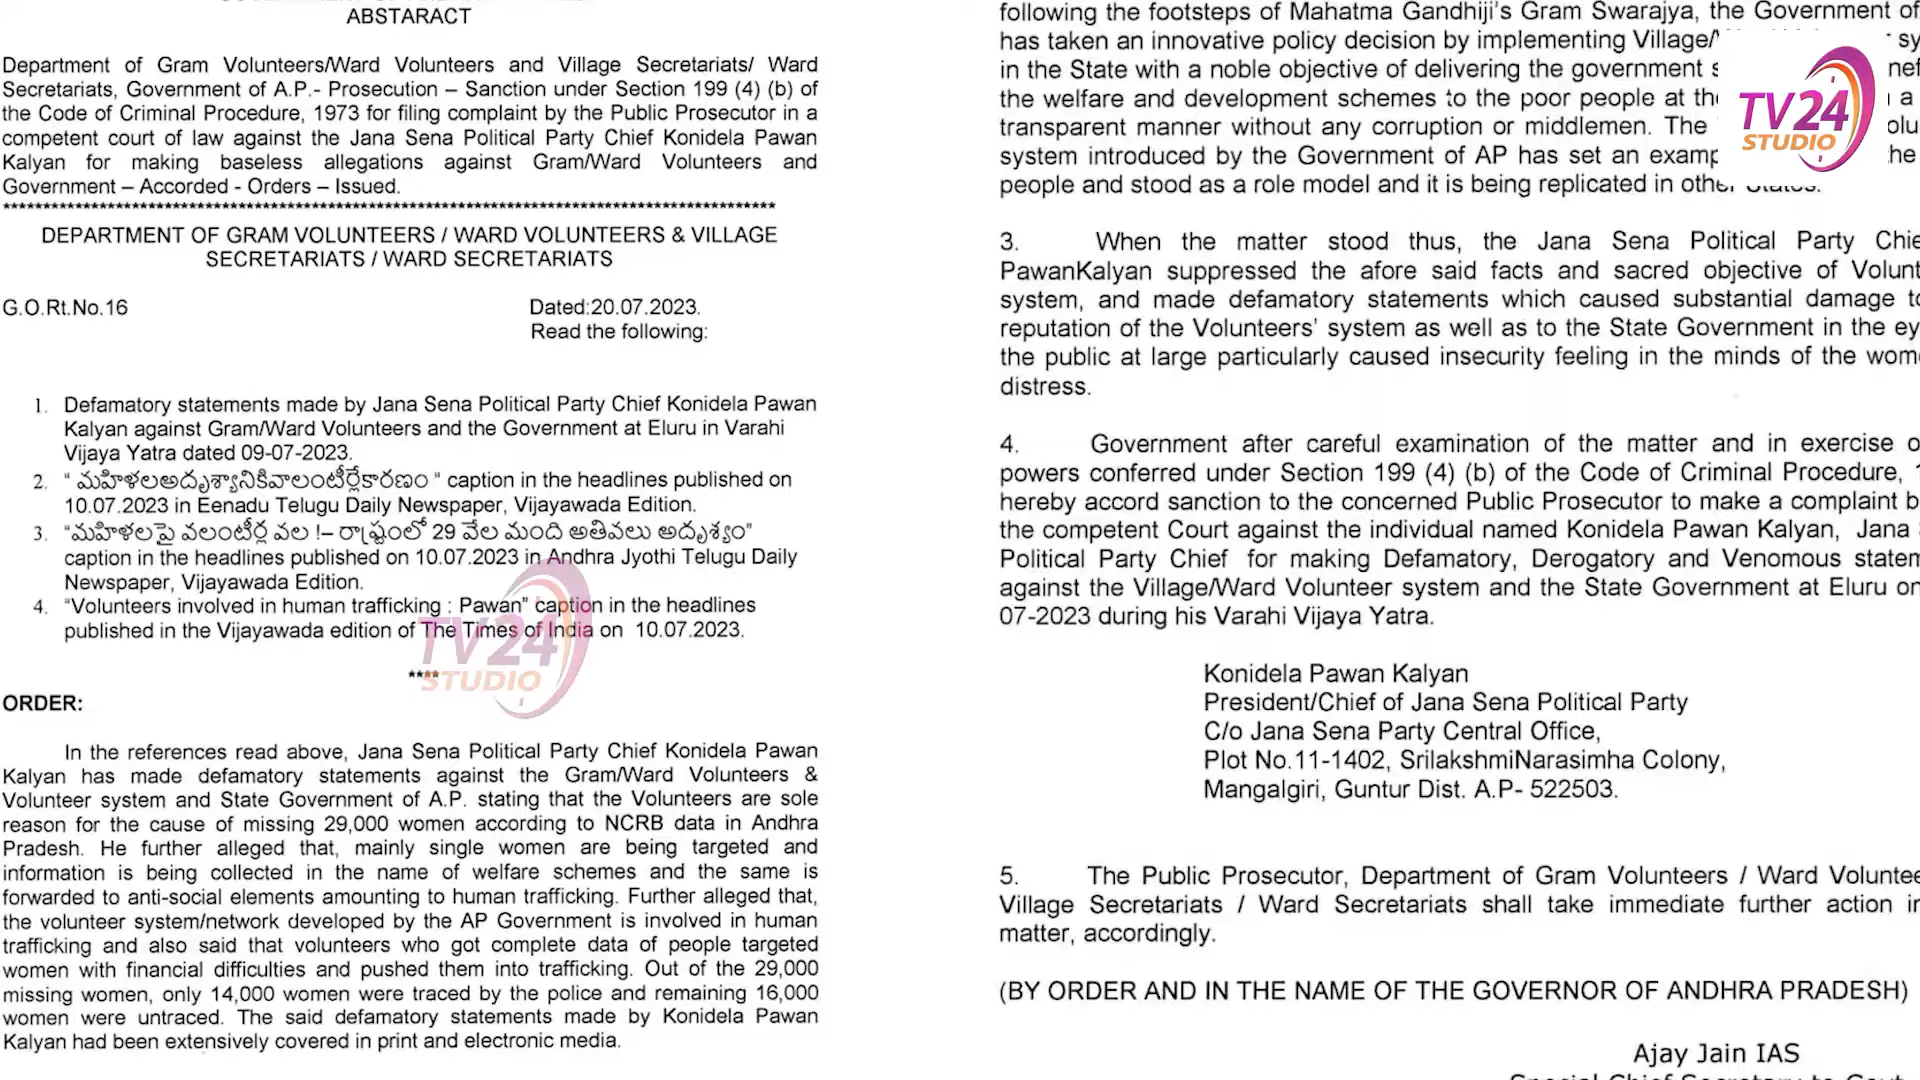 ABSTARACT
Department of Gram Volunteers/Ward Volunteers and Village Secretariats/ Ward
Secretariats, Government of A.P.- Prosecution – Sanction under Section 199 (4) (b) of
the Code of Criminal Procedure, 1973 for filing complaint by the Public Prosecutor in a
competent court of law against the Jana Sena Political Party Chief Konidela Pawan
Kalyan for making baseless allegations against Gram/Ward Volunteers and
Government – Accorded - Orders – Issued.
DEPARTMENT OF GRAM VOLUNTEERS / WARD VOLUNTEERS & VILLAGE
SECRETARIATS / WARD SECRETARIATS
G.O.Rt.No.16 Dated:20.07.2023.
Read the following:
1. Defamatory statements made by Jana Sena Political Party Chief Konidela Pawan
Kalyan against Gram/Ward Volunteers and the Government at Eluru in Varahi
Vijaya Yatra dated 09-07-2023.
2. “ మహిళలఅదృశ్యానికివాలంటీర్లేకారణం “ caption in the headlines published on
10.07.2023 in Eenadu Telugu Daily Newspaper, Vijayawada Edition.
3. “మహిళలపై వలంటీర్ల వల !– రాష్ట్రంలో 29 వేల మంది అతివలు అదృశ్యం”
caption in the headlines published on 10.07.2023 in Andhra Jyothi Telugu Daily
Newspaper, Vijayawada Edition.
4. “Volunteers involved in human trafficking : Pawan” caption in the headlines
published in the Vijayawada edition of The Times of India on 10.07.2023.
****
TV24
STUDIO
ORDER:
In the references read above, Jana Sena Political Party Chief Konidela Pawan
Kalyan has made defamatory statements against the Gram/Ward Volunteers &
Volunteer system and State Government of A.P. stating that the Volunteers are sole
reason for the cause of missing 29,000 women according to NCRB data in Andhra
Pradesh. He further alleged that, mainly single women are being targeted and
information is being collected in the name of welfare schemes and the same is
forwarded to anti-social elements amounting to human trafficking. Further alleged that,
the volunteer system/network developed by the AP Government is involved in human
trafficking and also said that volunteers who got complete data of people targeted
women with financial difficulties and pushed them into trafficking. Out of the 29,000
missing women, only 14,000 women were traced by the police and remaining 16,000
women were untraced. The said defamatory statements made by Konidela Pawan
Kalyan had been extensively covered in print and electronic media.
following the footsteps of Mahatma Gandhiji’s Gram Swarajya, the Government of
has taken an innovative policy decision by implementing
in the State with a noble objective of delivering the government
the welfare and development schemes to the poor people at
transparent manner without any corruption or middlemen. The
system introduced by the Government of AP has set an
people and stood as a role model and it is being replicated in other States.
TV24
STUDIO
3. When the matter stood thus, the Jana Sena Political Party
PawanKalyan suppressed the afore said facts and sacred objective of
system, and made defamatory statements which caused substantial damage
reputation of the Volunteers’ system as well as to the State Government in the
the public at large particularly caused insecurity feeling in the minds of the
distress.
4. Government after careful examination of the matter and in exercise
powers conferred under Section 199 (4) (b) of the Code of Criminal Procedure,
hereby accord sanction to the concerned Public Prosecutor to make a complaint
the competent Court against the individual named Konidela Pawan Kalyan, Jana
Political Party Chief for making Defamatory, Derogatory and Venomous
against the Village/Ward Volunteer system and the State Government at Eluru
07-2023 during his Varahi Vijaya Yatra.
Konidela Pawan Kalyan
President/Chief of Jana Sena Political Party
C/o Jana Sena Party Central Office,
Plot No.11-1402, SrilakshmiNarasimha Colony,
Mangalgiri, Guntur Dist. A.P- 522503.
5. The Public Prosecutor, Department of Gram Volunteers / Ward
Village Secretariats / Ward Secretariats shall take immediate further action
matter, accordingly.
(BY ORDER AND IN THE NAME OF THE GOVERNOR OF ANDHRA PRADESH)
Ajay Jain IAS